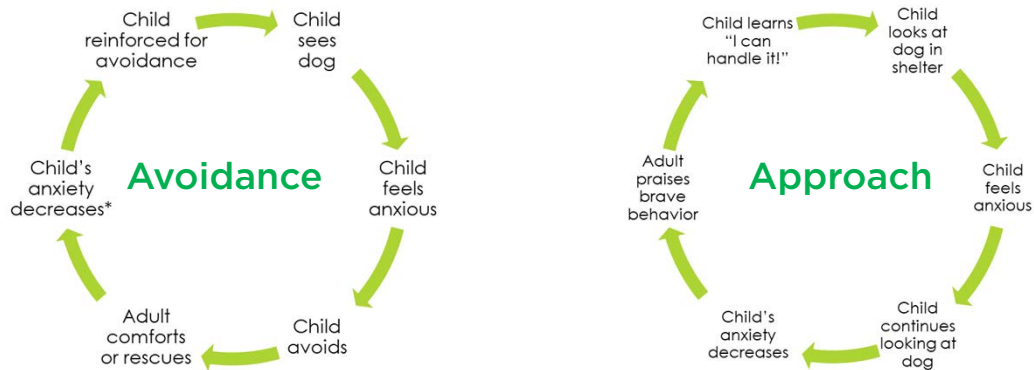 Child
reinforced for
avoidance
Child
sees
dog
Child
feels
anxious
Child
avoids
Adult
comforts
or rescues
Child's
anxiety
decreases*
Avoidance
Child learns
“I can
handle it!”
Child
looks at
dog in
shelter
Child
feels
anxious
Child
continues
looking at
dog
Child's
anxiety
decreases
Adult
praises
brave
behavior
Approach